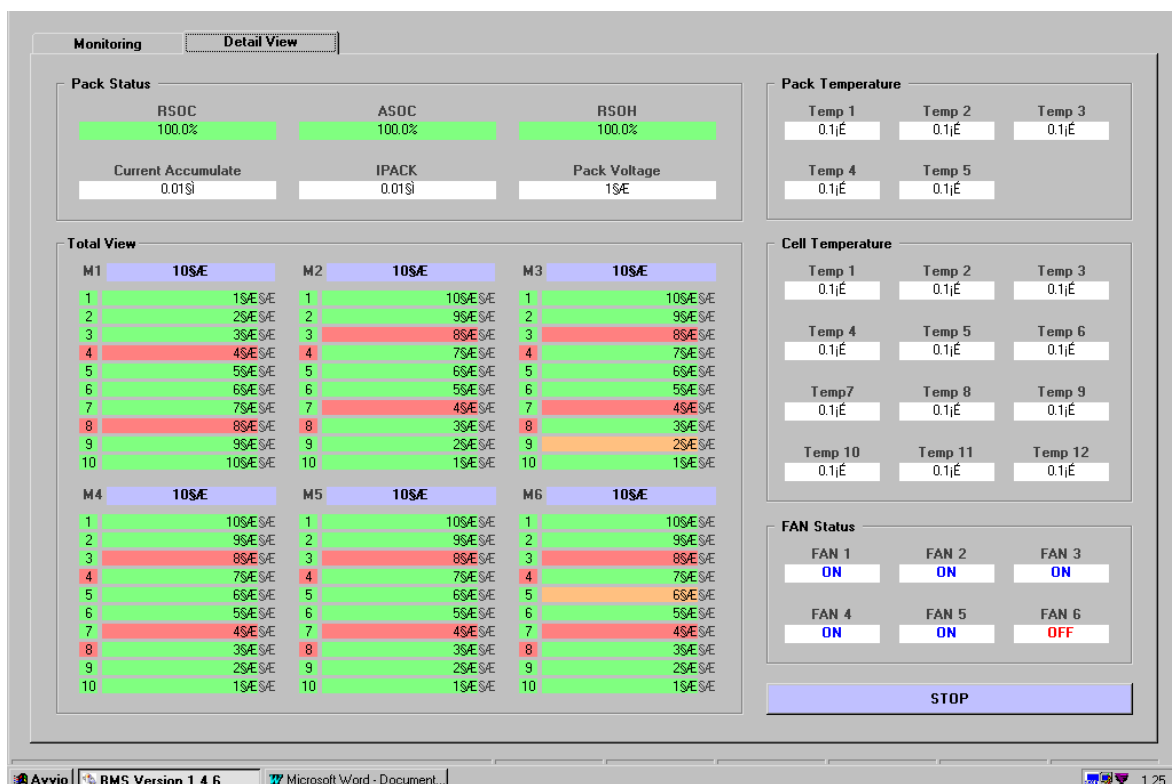 Monitoring Detail View
Pack Status
RSOC ASOC RSOH
100.0% 100.0% 100.0%
Current Accumulate IPACK Pack Voltage
0.01§Ì 0.01§Ì 1§Æ
Pack Temperature
Temp 1 Temp 2 Temp 3
0.1¡É 0.1¡É 0.1¡É
Temp 4 Temp 5
0.1¡É 0.1¡É
Total View
M1 10§Æ M2 10§Æ M3 10§Æ
1 1§Æ§Æ 1 10§Æ§Æ 1 10§Æ§Æ
2 2§Æ§Æ 2 9§Æ§Æ 2 9§Æ§Æ
3 3§Æ§Æ 3 8§Æ§Æ 3 8§Æ§Æ
4 4§Æ§Æ 4 7§Æ§Æ 4 7§Æ§Æ
5 5§Æ§Æ 5 6§Æ§Æ 5 6§Æ§Æ
6 6§Æ§Æ 6 5§Æ§Æ 6 5§Æ§Æ
7 7§Æ§Æ 7 4§Æ§Æ 7 4§Æ§Æ
8 8§Æ§Æ 8 3§Æ§Æ 8 3§Æ§Æ
9 9§Æ§Æ 9 2§Æ§Æ 9 2§Æ§Æ
10 10§Æ§Æ 10 1§Æ§Æ 10 1§Æ§Æ
M4 10§Æ M5 10§Æ M6 10§Æ
1 10§Æ§Æ 1 10§Æ§Æ 1 10§Æ§Æ
2 9§Æ§Æ 2 9§Æ§Æ 2 9§Æ§Æ
3 8§Æ§Æ 3 8§Æ§Æ 3 8§Æ§Æ
4 7§Æ§Æ 4 7§Æ§Æ 4 7§Æ§Æ
5 6§Æ§Æ 5 6§Æ§Æ 5 6§Æ§Æ
6 5§Æ§Æ 6 5§Æ§Æ 6 5§Æ§Æ
7 4§Æ§Æ 7 4§Æ§Æ 7 4§Æ§Æ
8 3§Æ§Æ 8 3§Æ§Æ 8 3§Æ§Æ
9 2§Æ§Æ 9 2§Æ§Æ 9 2§Æ§Æ
10 1§Æ§Æ 10 1§Æ§Æ 10 1§Æ§Æ
Cell Temperature
Temp 1 Temp 2 Temp 3
0.1¡É 0.1¡É 0.1¡É
Temp 4 Temp 5 Temp 6
0.1¡É 0.1¡É 0.1¡É
Temp7 Temp 8 Temp 9
0.1¡É 0.1¡É 0.1¡É
Temp 10 Temp 11 Temp 12
0.1¡É 0.1¡É 0.1¡É
FAN Status
FAN 1 FAN 2 FAN 3
ON ON ON
FAN 4 FAN 5 FAN 6
ON ON OFF
STOP
Avvio BMS Version 1.4.6 Microsoft Word - Document... 1.25